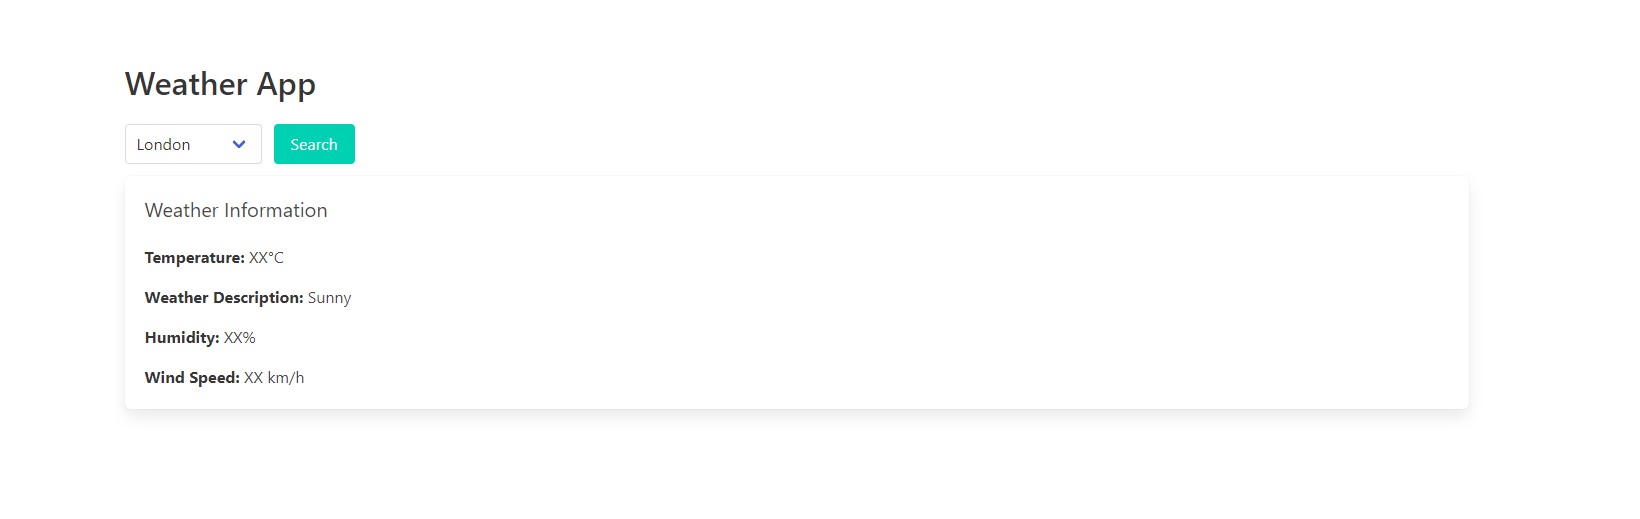 Weather App
London
Search
Weather Information
Temperature: XX°C
Weather Description: Sunny
Humidity: XX%
Wind Speed: XX km/h